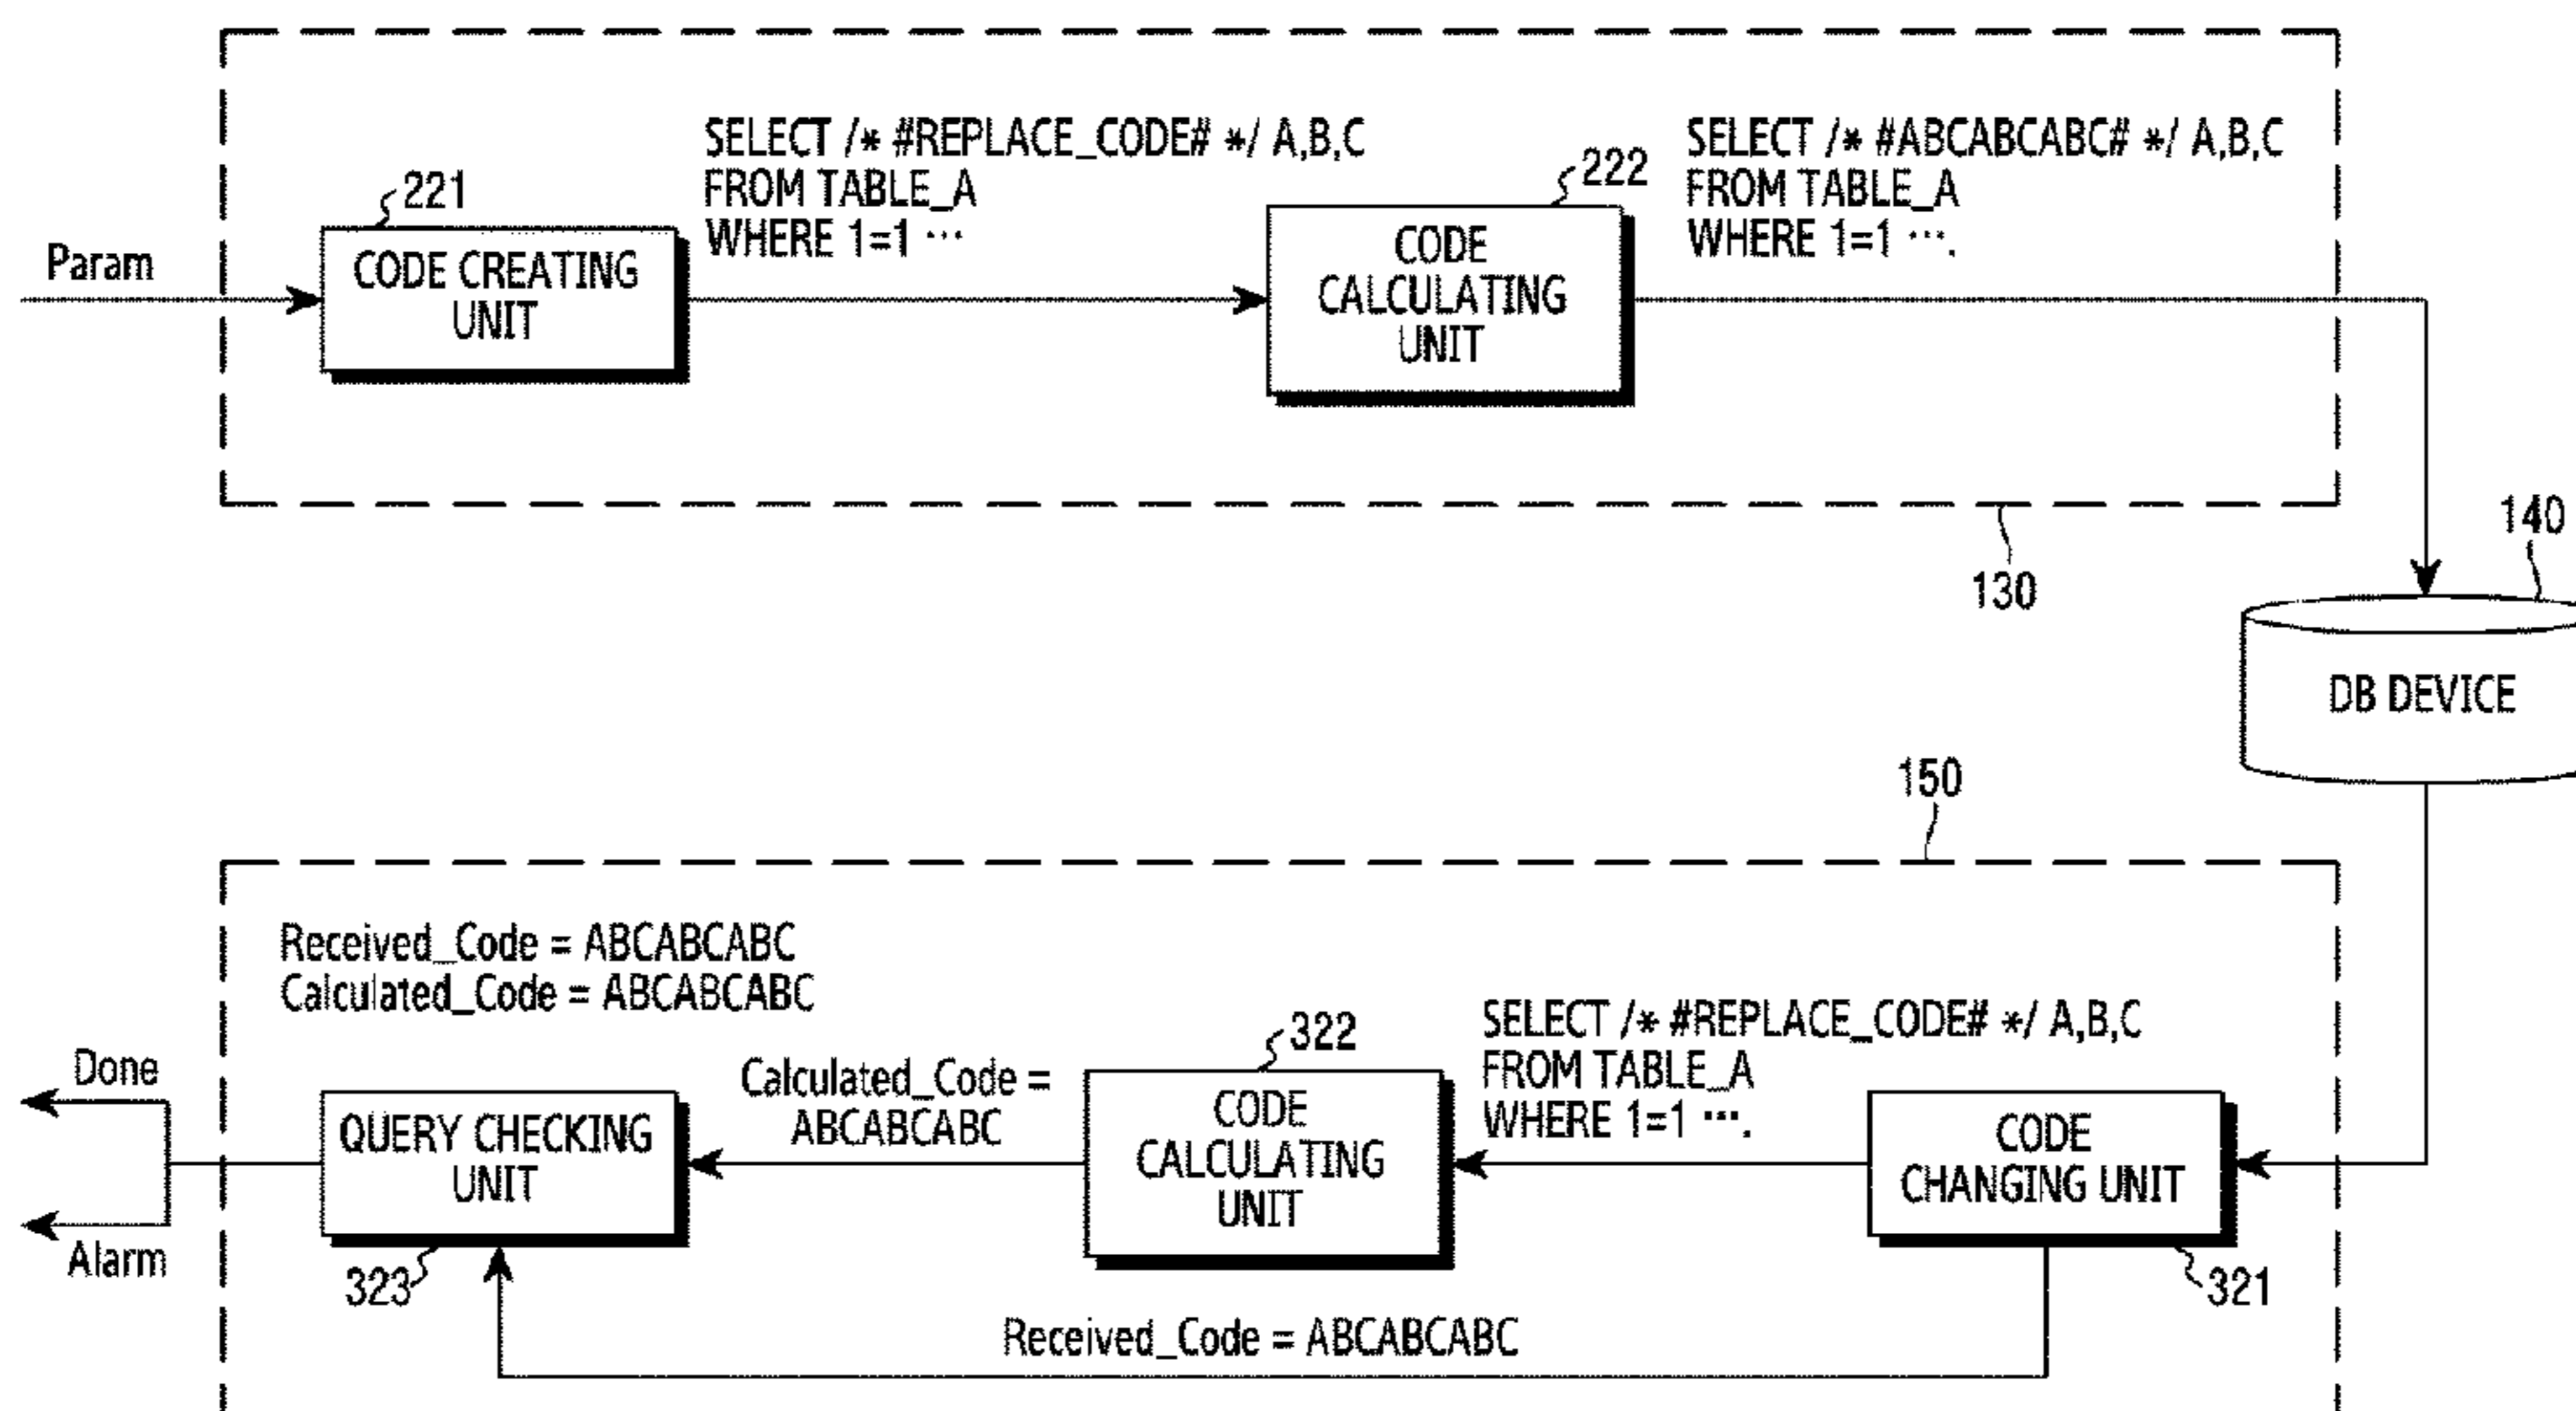 SELECT /* #REPLACE_CODE# */ A,B,C
FROM TABLE_A
WHERE 1=1 ...
SELECT /* #ABCABCABC# */ A,B,C
FROM TABLE_A
WHERE 1=1 ....
221
222
Param
CODE CREATING
UNIT
CODE
CALCULATING
UNIT
130
140
DB DEVICE
150
Received_Code = ABCABCABC
Calculated_Code = ABCABCABC
Done
Alarm
QUERY CHECKING
UNIT
323
Calculated_Code =
ABCABCABC
322
CODE
CALCULATING
UNIT
SELECT /* #REPLACE_CODE# */ A,B,C
FROM TABLE_A
WHERE 1=1 ....
CODE
CHANGING UNIT
321
Received_Code = ABCABCABC